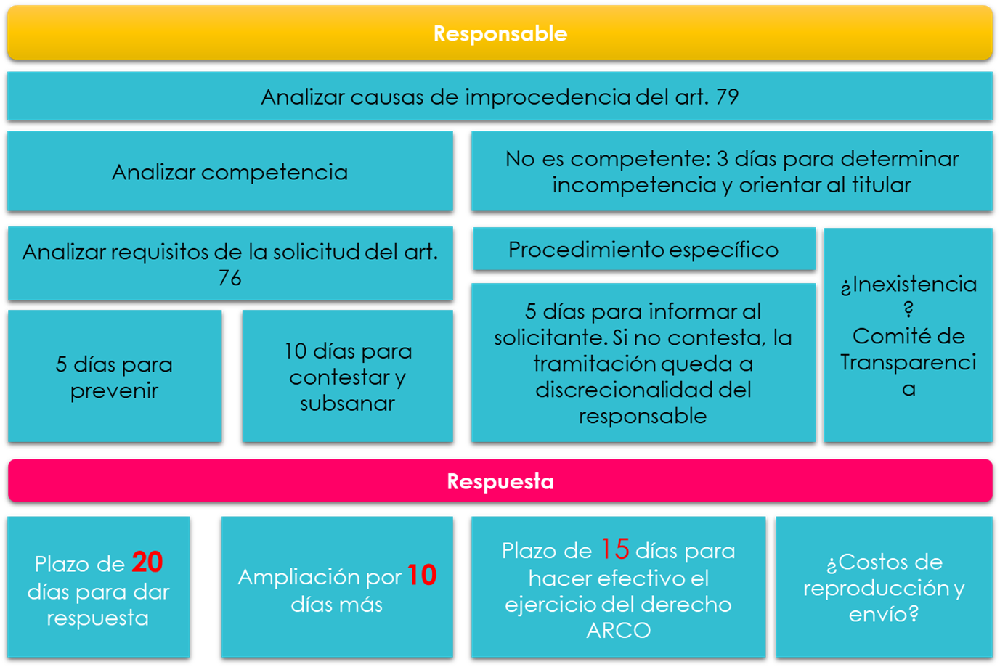 Responsable
Analizar causas de improcedencia del art. 79
Analizar competencia
No es competente: 3 días para determinar
incompetencia y orientar al titular
Analizar requisitos de la solicitud del art.
76
5 días para
prevenir
10 días para
contestar y
subsanar
Procedimiento específico
5 días para informar al
solicitante. Si no contesta, la
tramitación queda a
discrecionalidad del
responsable
¿Inexistencia
?
Comité de
Transparenci
a
Respuesta
Plazo de 20
días para dar
respuesta
Ampliación por 10
días más
Plazo de 15 días para
hacer efectivo el
ejercicio del derecho
ARCO
¿Costos de
reproducción y
envío?